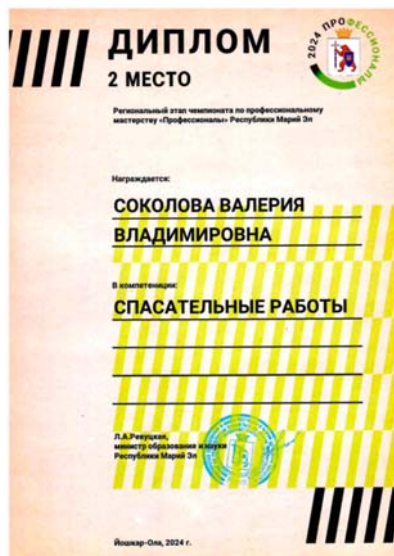 ДИПЛОМ
2 МЕСТО
2024 ПРОФЕССИОНАЛЫ
Региональный этап чемпионата по профессиональному
мастерству «Профессионалы» Республики Марий Эл
Награждается:
СОКОЛОВА ВАЛЕРИЯ
ВЛАДИМИРОВНА
В компетенции:
СПАСАТЕЛЬНЫЕ РАБОТЫ
Л.А.Ревуцкая,
министр образования и науки
Республики Марий Эл
Йошкар-Ола, 2024 г.